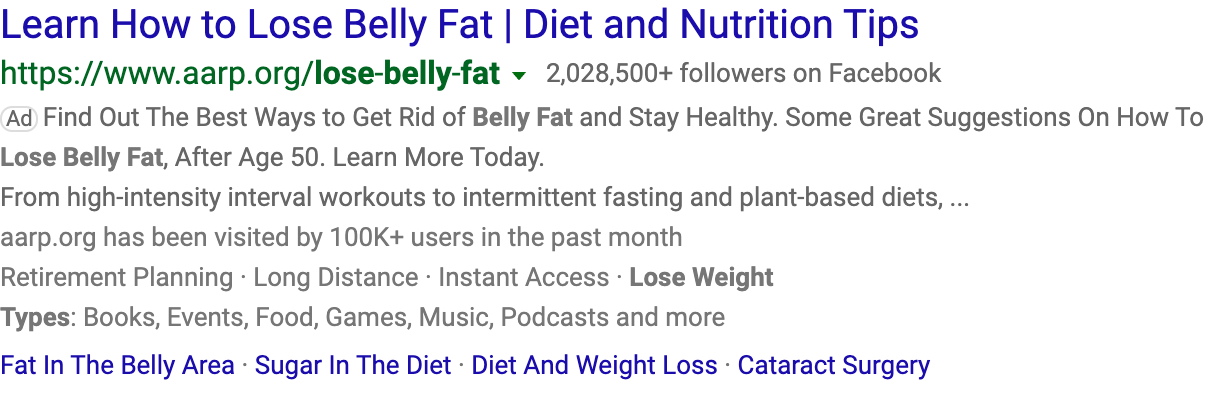 Learn How to Lose Belly Fat | Diet and Nutrition Tips
https://www.aarp.org/lose-belly-fat 2,028,500+ followers on Facebook
Ad Find Out The Best Ways to Get Rid of Belly Fat and Stay Healthy. Some Great Suggestions On How To
Lose Belly Fat, After Age 50. Learn More Today.
From high-intensity interval workouts to intermittent fasting and plant-based diets, ...
aarp.org has been visited by 100K+ users in the past month
Retirement Planning · Long Distance · Instant Access · Lose Weight
Types: Books, Events, Food, Games, Music, Podcasts and more
Fat In The Belly Area · Sugar In The Diet · Diet And Weight Loss · Cataract Surgery